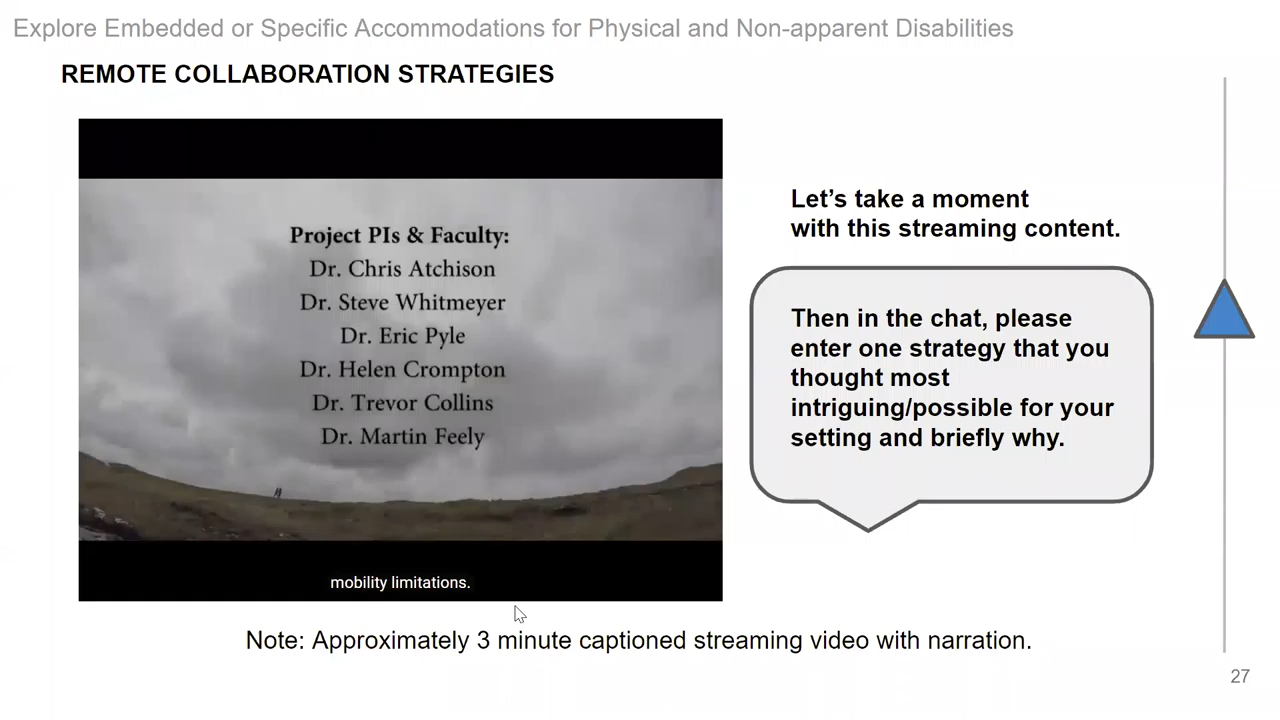 Explore Embedded or Specific Accommodations for Physical and Non-apparent Disabilities
REMOTE COLLABORATION STRATEGIES
Project PIs & Faculty:
Dr. Chris Atchison
Dr. Steve Whitmeyer
Dr. Eric Pyle
Dr. Helen Crompton
Dr. Trevor Collins
Dr. Martin Feely
mobility limitations.
Let’s take a moment
with this streaming content.
Then in the chat, please
enter one strategy that you
thought most
intriguing/possible for your
setting and briefly why.
Note: Approximately 3 minute captioned streaming video with narration.
27